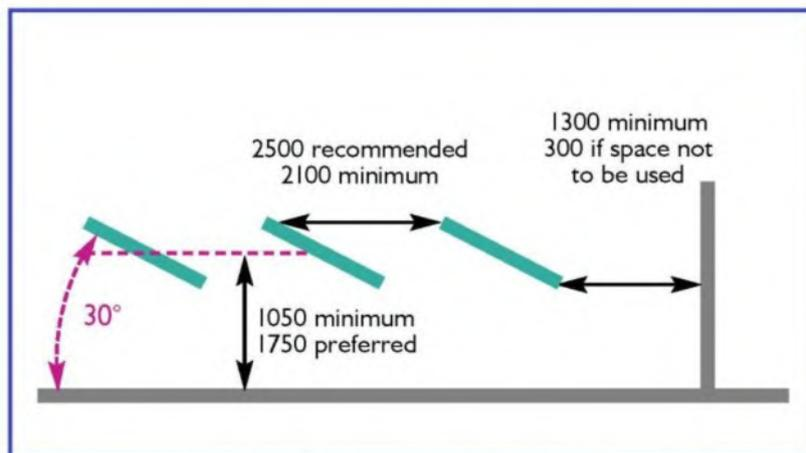 1300 minimum
300 if space not
to be used
2500 recommended
2100 minimum
30°
1050 minimum
1750 preferred